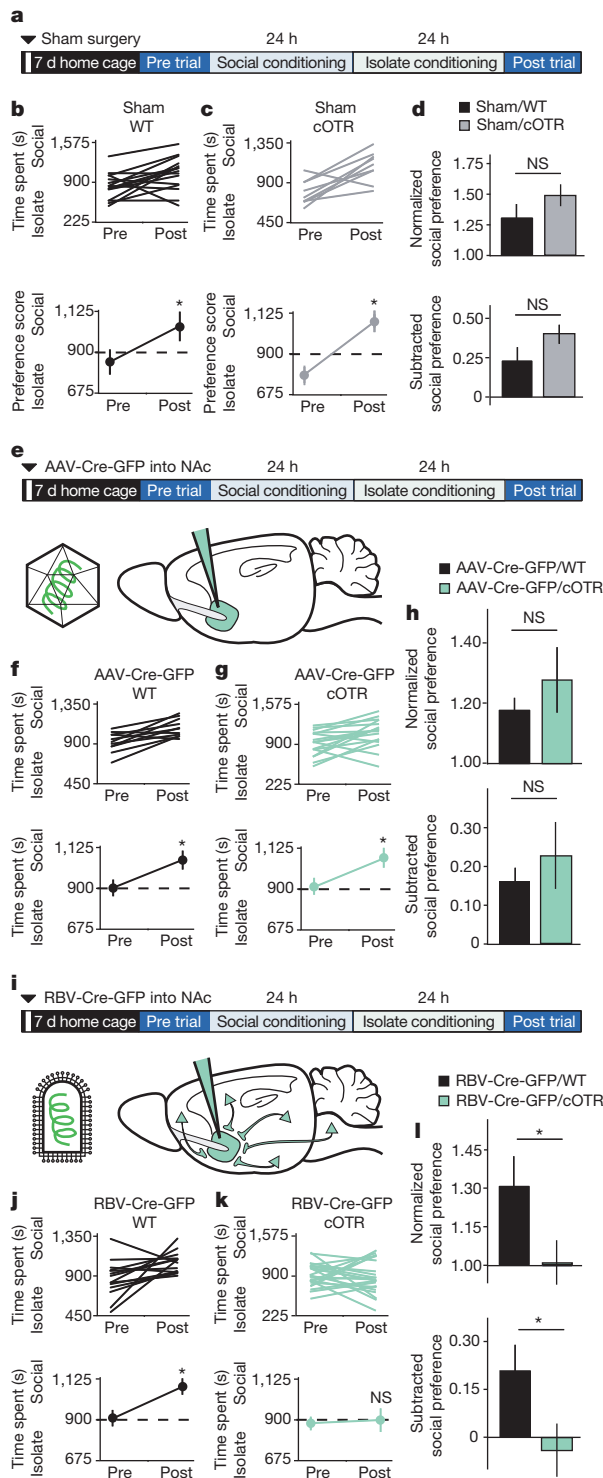 a
Sham surgery 24 h 24 h
7 d home cage Pre trial Social conditioning Isolate conditioning Post trial
b
Sham
WT
Time spent (s)
Isolate Social
1,575
900
225
Pre Post
Preference score
Isolate Social
1,125
900
675
*
Pre Post
c
Sham
cOTR
Time spent (s)
Isolate Social
1,350
900
450
Pre Post
Preference score
Isolate Social
1,125
900
675
*
Pre Post
d
Sham/WT
Sham/cOTR
Normalized
social preference
1.75
1.50
1.25
1.00
NS
Subtracted
social preference
0.50
0.25
0
NS
e
AAV-Cre-GFP into NAc 24 h 24 h
7 d home cage Pre trial Social conditioning Isolate conditioning Post trial
f
AAV-Cre-GFP
WT
Time spent (s)
Isolate Social
1,350
900
450
Pre Post
Time spent (s)
Isolate Social
1,125
900
675
*
Pre Post
g
AAV-Cre-GFP
cOTR
Time spent (s)
Isolate Social
1,575
900
225
Pre Post
Time spent (s)
Isolate Social
1,125
900
675
*
Pre Post
AAV-Cre-GFP/WT
AAV-Cre-GFP/cOTR
h
Normalized
social preference
1.40
1.20
1.00
NS
Subtracted
social preference
0.30
0.20
0.10
0
NS
i
RBV-Cre-GFP into NAc 24 h 24 h
7 d home cage Pre trial Social conditioning Isolate conditioning Post trial
j
RBV-Cre-GFP
WT
Time spent (s)
Isolate Social
1,350
900
450
Pre Post
Time spent (s)
Isolate Social
1,125
900
675
*
Pre Post
k
RBV-Cre-GFP
cOTR
Time spent (s)
Isolate Social
1,575
900
225
Pre Post
Time spent (s)
Isolate Social
1,125
900
675
NS
Pre Post
RBV-Cre-GFP/WT
RBV-Cre-GFP/cOTR
l
Normalized
social preference
1.45
1.30
1.15
1.00
*
Subtracted
social preference
0.30
0.15
0
*